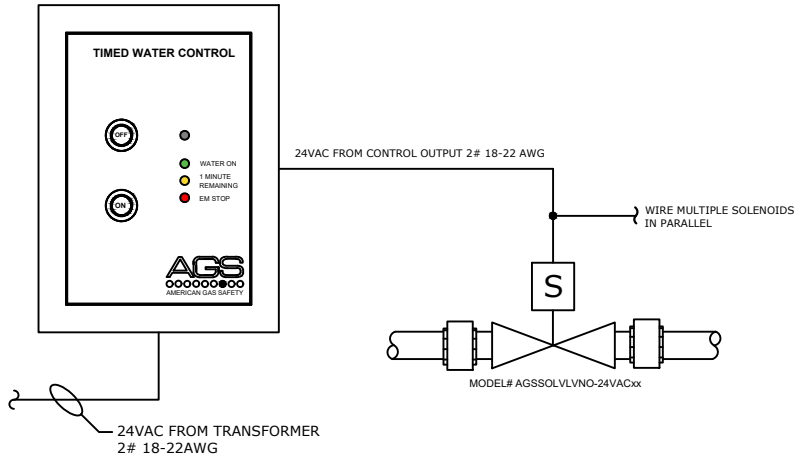 TIMED WATER CONTROL
OFF
WATER ON
1 MINUTE
REMAINING
ON
EM STOP
AGS
AMERICAN GAS SAFETY
24VAC FROM CONTROL OUTPUT 2# 18-22 AWG
WIRE MULTIPLE SOLENOIDS
IN PARALLEL
S
MODEL# AGSSOLVLVNO-24VACxx
24VAC FROM TRANSFORMER
2# 18-22AWG